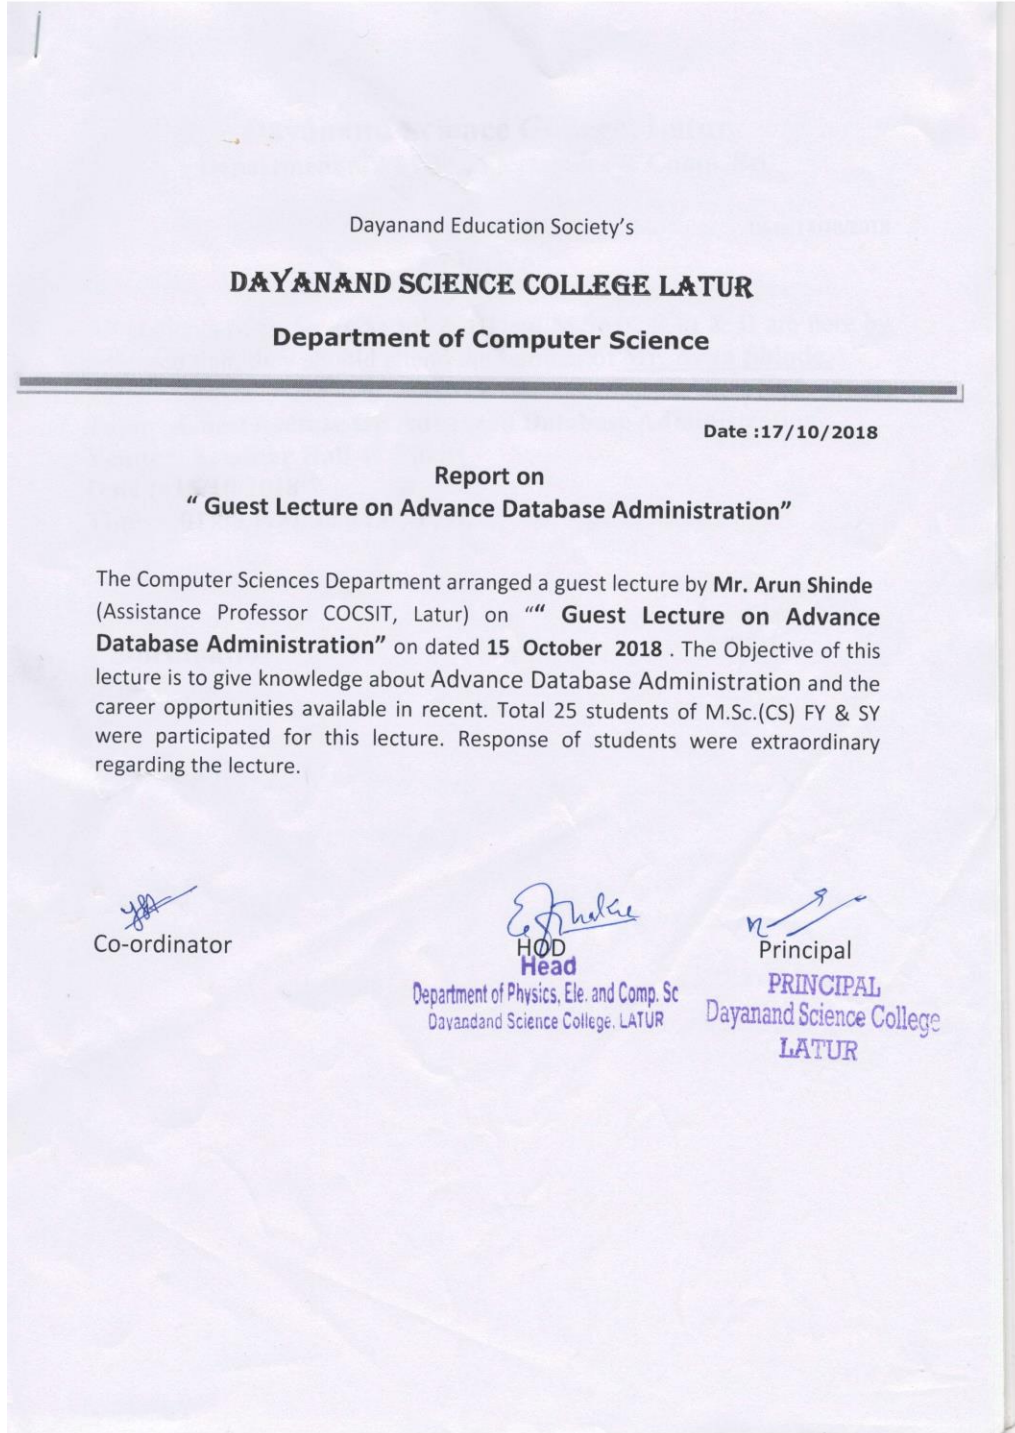 Dayanand Education Society's
DAYANAND SCIENCE COLLEGE LATUR
Department of Computer Science
Date :17/10/2018
Report on
“ Guest Lecture on Advance Database Administration”
The Computer Sciences Department arranged a guest lecture by Mr. Arun Shinde
(Assistance Professor COCSIT, Latur) on ““ Guest Lecture on Advance
Database Administration” on dated 15 October 2018 . The Objective of this
lecture is to give knowledge about Advance Database Administration and the
career opportunities available in recent. Total 25 students of M.Sc.(CS) FY & SY
were participated for this lecture. Response of students were extraordinary
regarding the lecture.
Co-ordinator
HOD
Head
Department of Physics, Ele. and Comp. Sc
Dayandand Science College, LATUR
Principal
PRINCIPAL
Dayanand Science College
LATUR